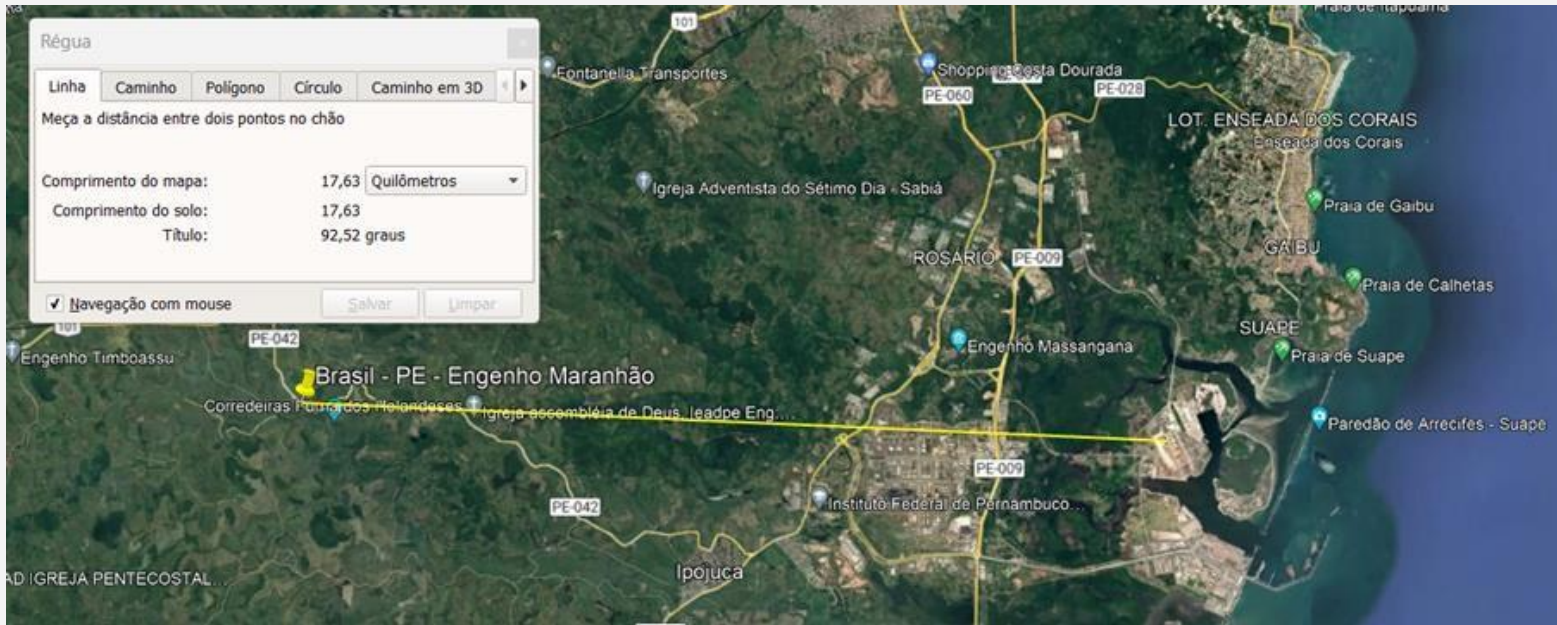 Régua
Linha Caminho Polígono Círculo Caminho em 3D
Meça a distância entre dois pontos no chão
Comprimento do mapa: 17,63 Quilômetros
Comprimento do solo: 17,63
Título: 92,52 graus
Navegação com mouse Salvar Limpar
101
Fontanella Transportes
Shopping Costa Dourada
PE-060
PE-028
LOT. ENSEADA DOS CORAIS
Enseada dos Corais
Igreja Adventista do Sétimo Dia - Sabiá
Praia de Gaibu
GAIBU
ROSÁRIO
PE-009
Praia de Calhetas
SUAPE
101
PE-042
Engenho Timboassu
Engenho Massangana
Praia de Suape
Brasil - PE - Engenho Maranhão
Corredeiras
Igreja assembléia de Deus, Ieadpe Eng....
Paredão de Arrecifes - Suape
PE-009
PE-042
Instituto Federal de Pernambuco...
Ipojuca
AD IGREJA PENTECOSTAL...